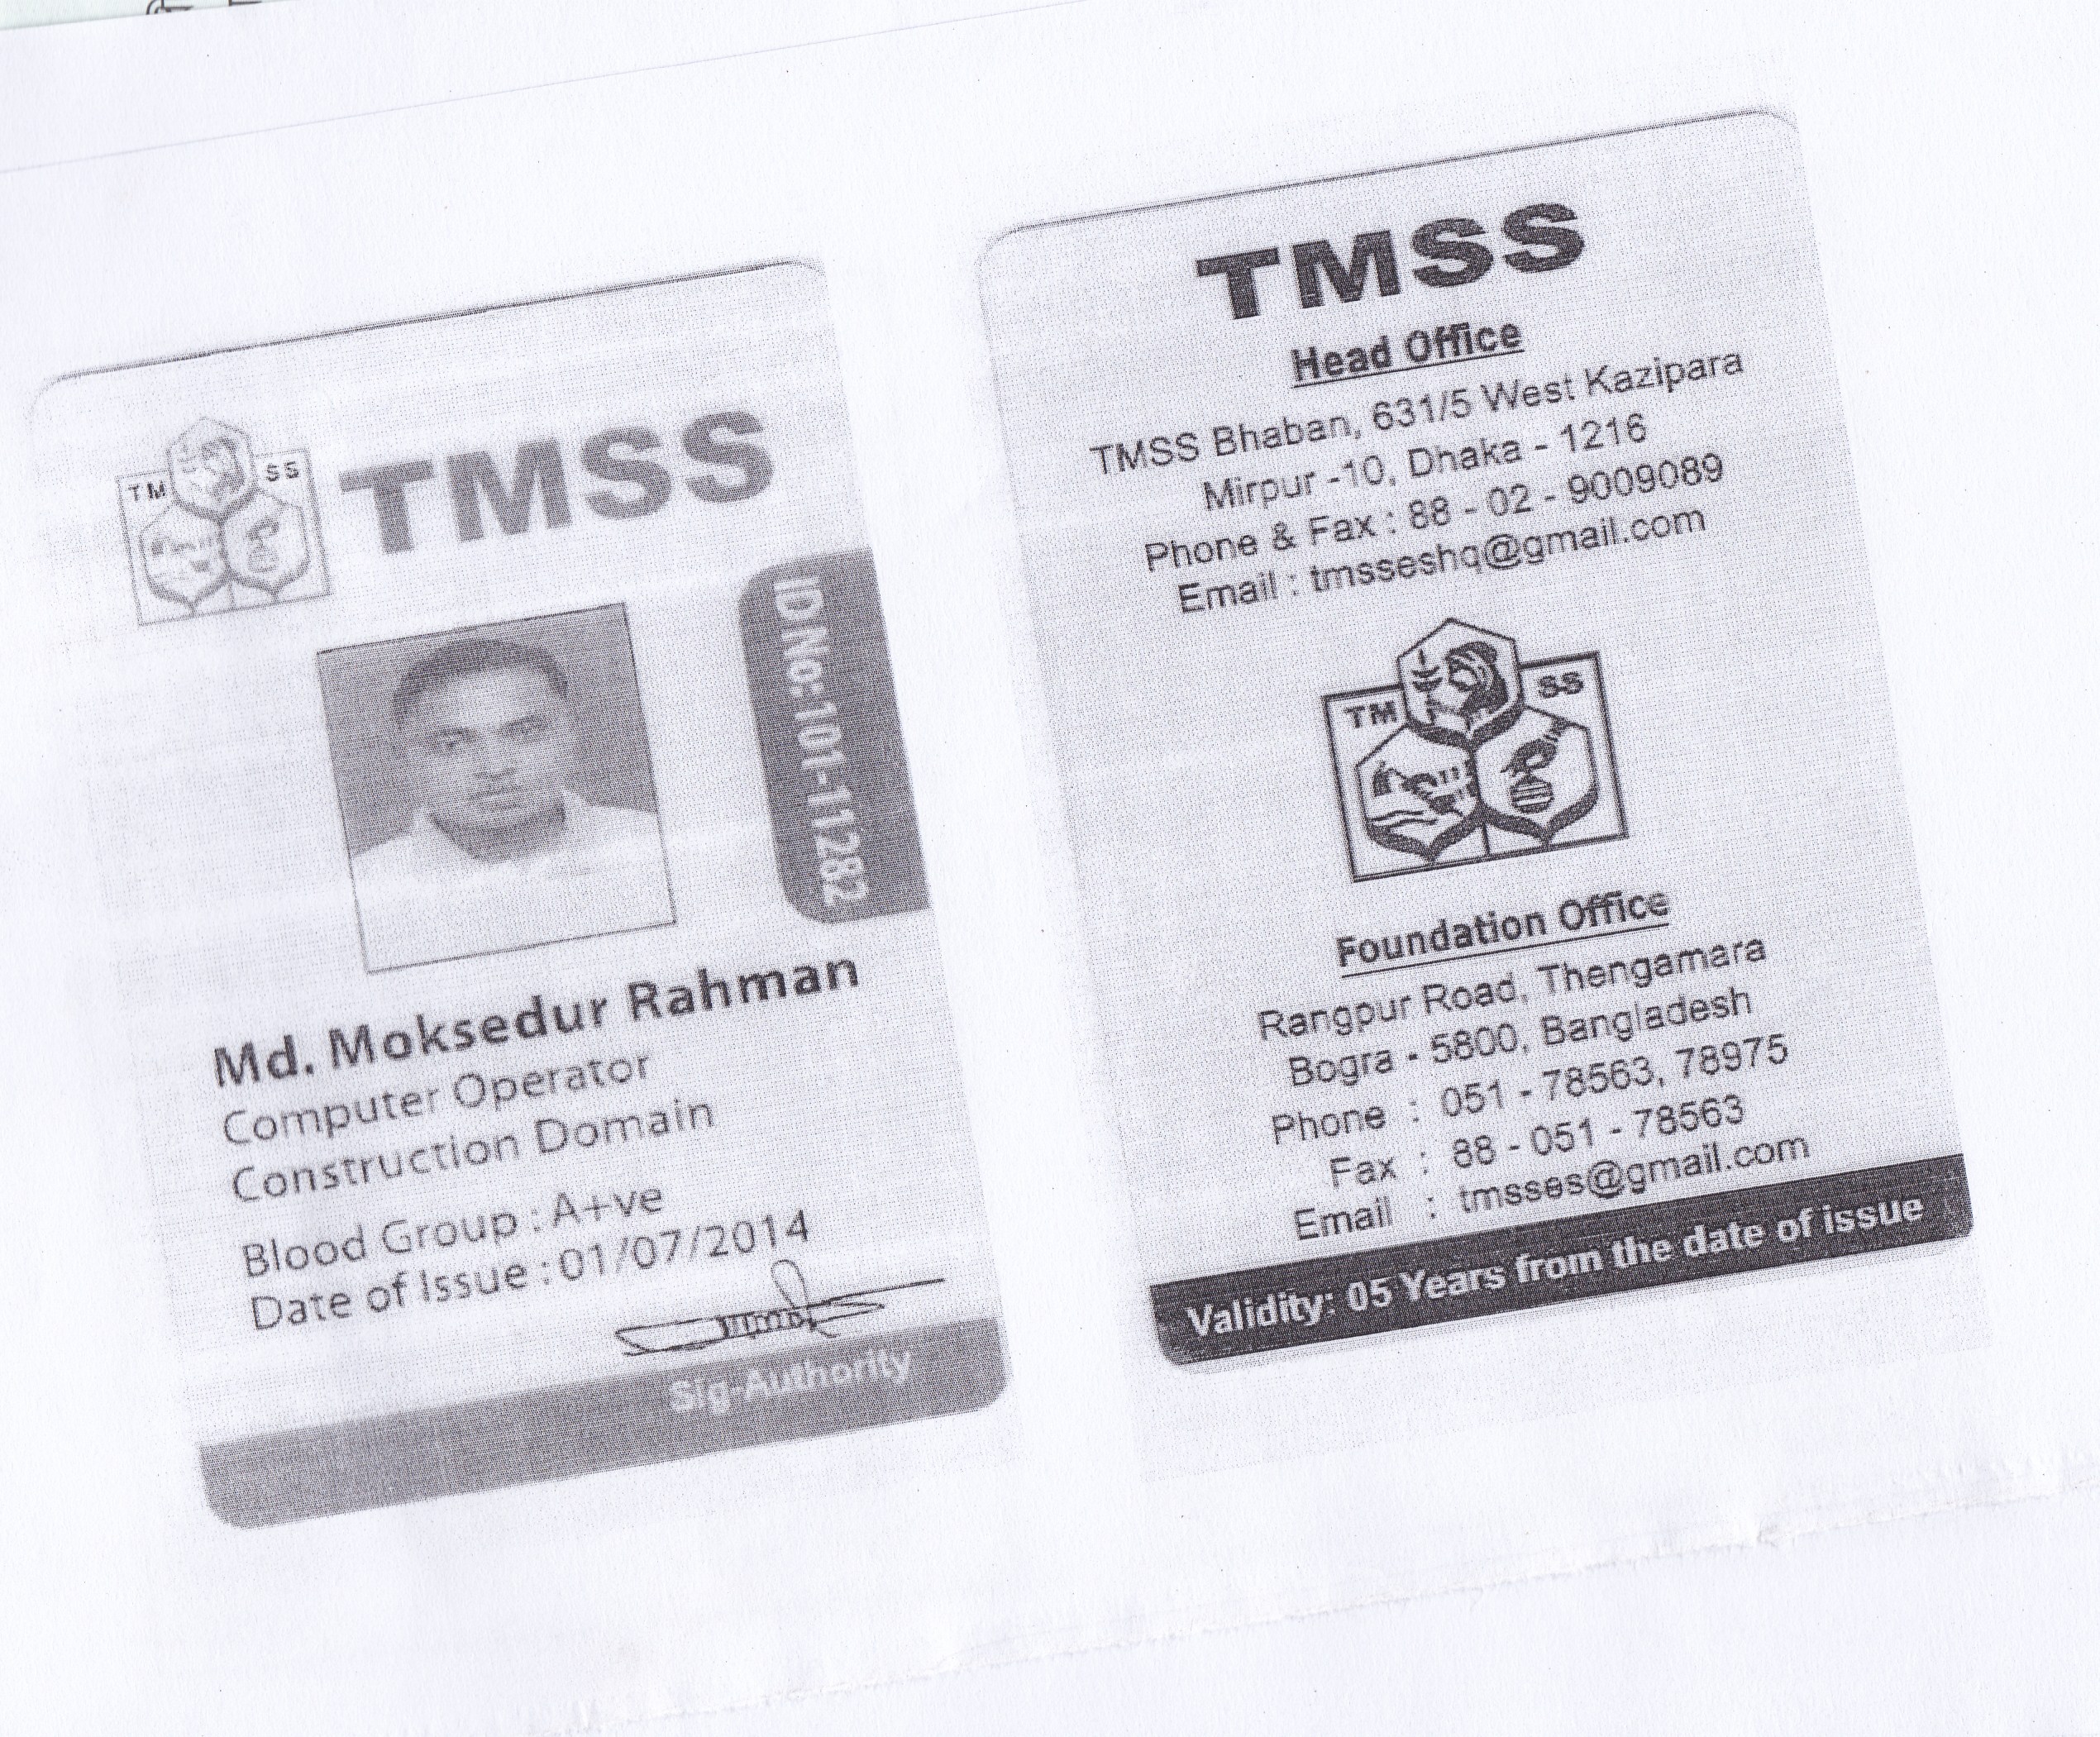 TM SS
TMSS
ID No: 101-11282
Md. Moksedur Rahman
Computer Operator
Construction Domain
Blood Group : A+ve
Date of Issue : 01/07/2014
Sig-Authority
TMSS
Head Office
TMSS Bhaban, 631/5 West Kazipara
Mirpur -10, Dhaka - 1216
Phone & Fax : 88 - 02 - 9009089
Email : tmsseshq@gmail.com
TM SS
Foundation Office
Rangpur Road, Thengamara
Bogra - 5800, Bangladesh
Phone : 051 - 78563, 78975
Fax : 88 - 051 - 78563
Email : tmsses@gmail.com
Validity: 05 Years from the date of issue